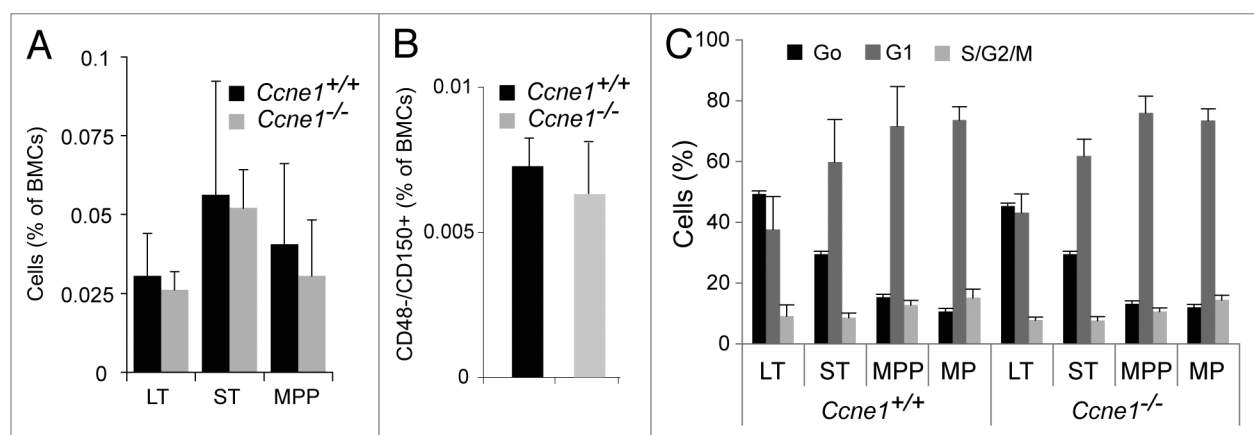 A
0.1
0.075
0.05
0.025
0
Cells (% of BMCs)
Ccne1+/+
Ccne1-/-
LT ST MPP
B
0.01
0.005
0
CD48-/CD150+ (% of BMCs)
Ccne1+/+
Ccne1-/-
C
100
80
60
40
20
0
Cells (%)
Go G1 S/G2/M
LT ST MPP MP LT ST MPP MP
Ccne1+/+ Ccne1-/-